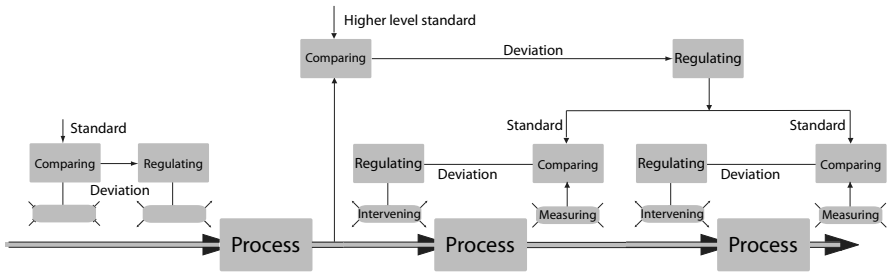 Higher level standard
Comparing
Deviation
Regulating
Standard
Standard
Standard
Comparing
Regulating
Deviation
Regulating
Deviation
Comparing
Regulating
Deviation
Comparing
Intervening
Measuring
Intervening
Measuring
Process
Process
Process